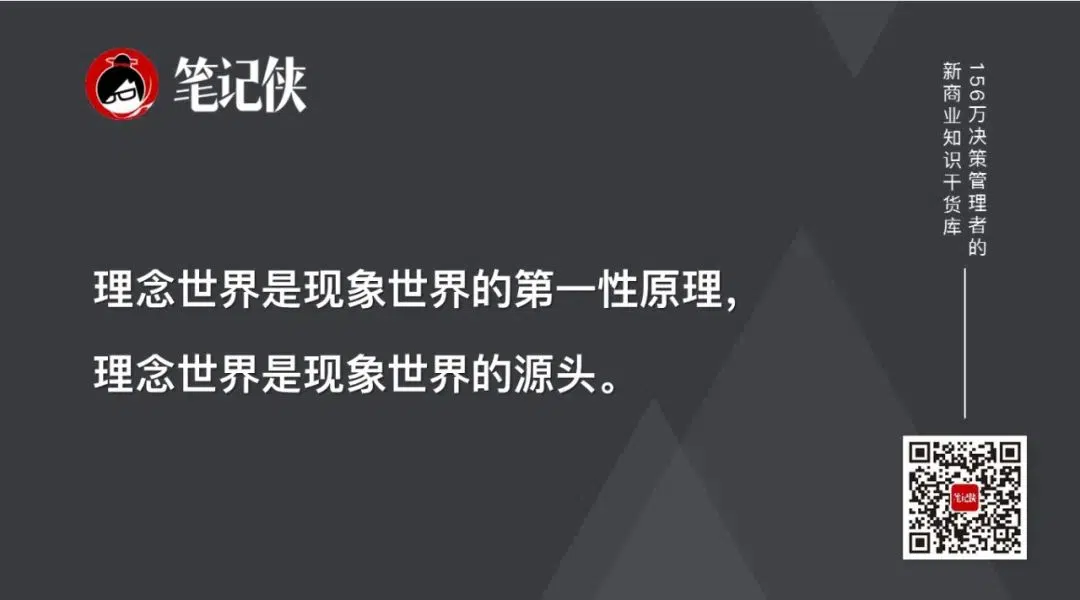 笔记侠
156万决策管理者的
新商业知识干货库
理念世界是现象世界的第一性原理，
理念世界是现象世界的源头。
笔记侠